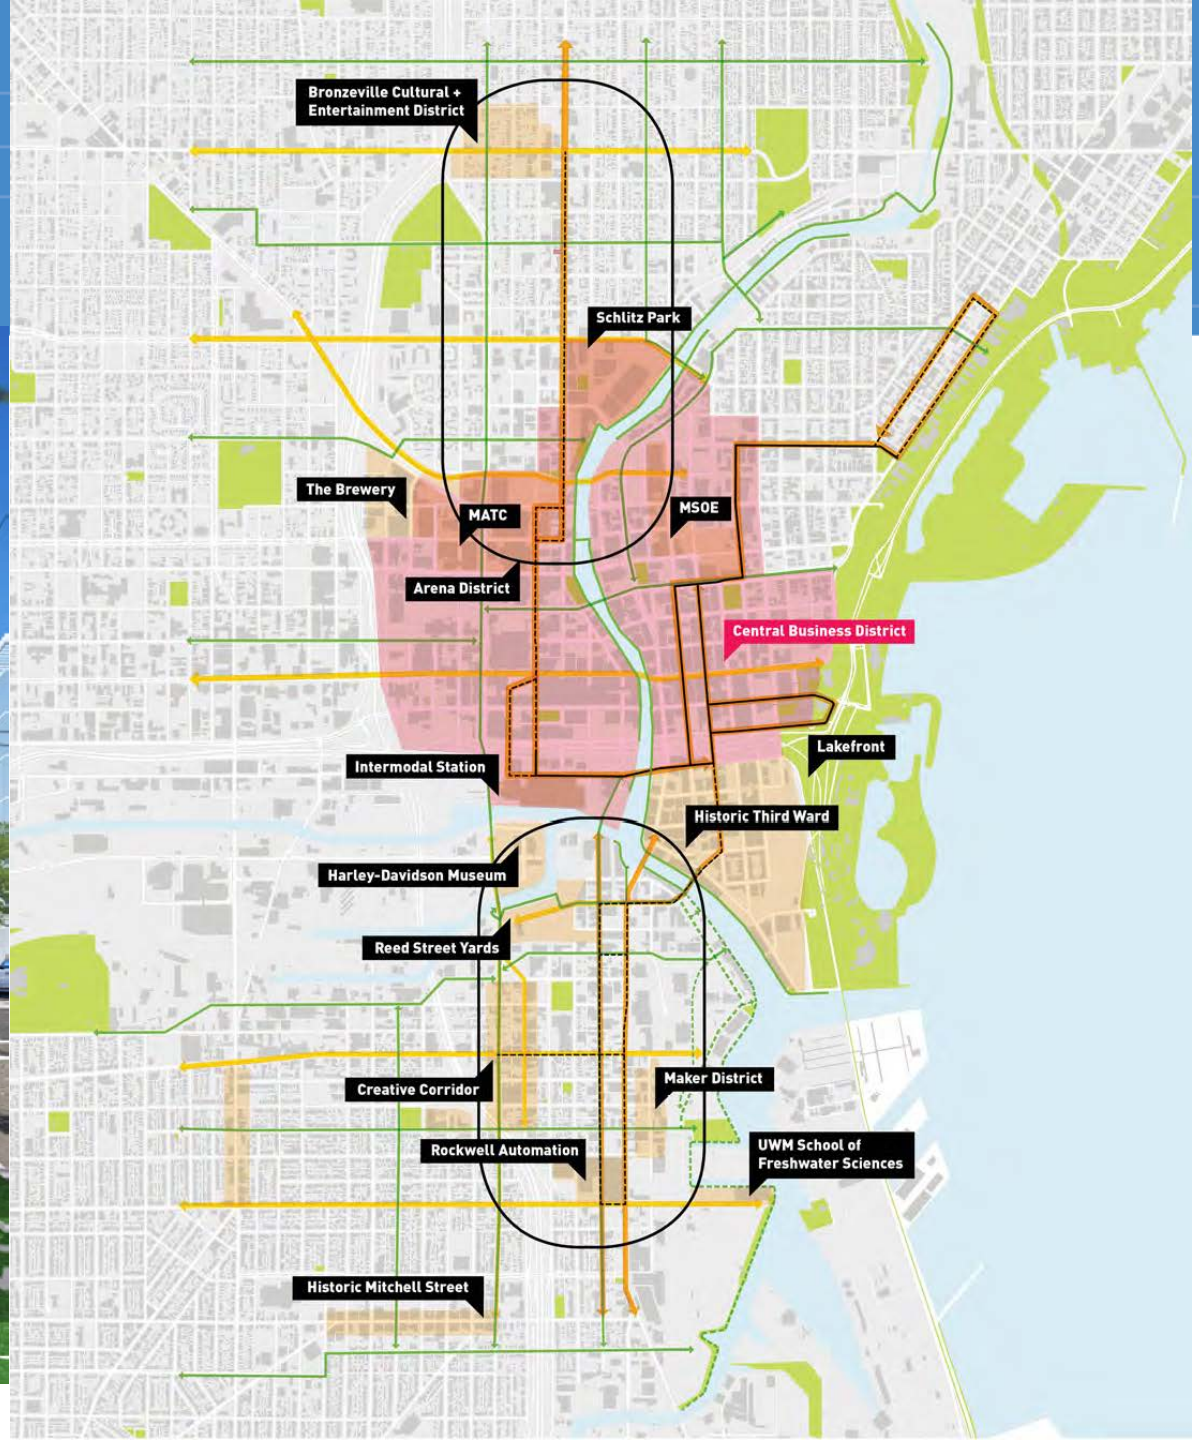 Bronzeville Cultural +
Entertainment District
Schlitz Park
The Brewery
MATC
MSOE
Arena District
Central Business District
Lakefront
Intermodal Station
Historic Third Ward
Harley-Davidson Museum
Reed Street Yards
Maker District
Creative Corridor
Rockwell Automation
UWM School of
Freshwater Sciences
Historic Mitchell Street